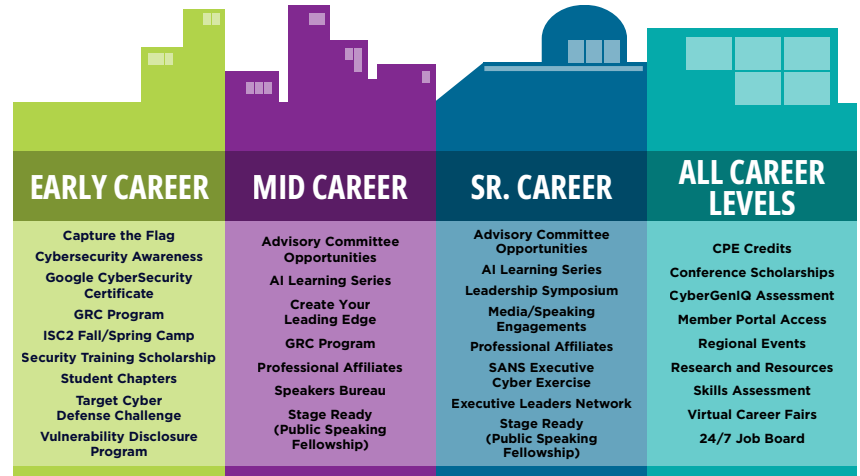 EARLY CAREER
Capture the Flag
Cybersecurity Awareness
Google CyberSecurity
Certificate
GRC Program
ISC2 Fall/Spring Camp
Security Training Scholarship
Student Chapters
Target Cyber
Defense Challenge
Vulnerability Disclosure
Program
MID CAREER
Advisory Committee
Opportunities
AI Learning Series
Create Your
Leading Edge
GRC Program
Professional Affiliates
Speakers Bureau
Stage Ready
(Public Speaking
Fellowship)
SR. CAREER
Advisory Committee
Opportunities
AI Learning Series
Leadership Symposium
Media/Speaking
Engagements
Professional Affiliates
SANS Executive
Cyber Exercise
Executive Leaders Network
Stage Ready
(Public Speaking
Fellowship)
ALL CAREER
LEVELS
CPE Credits
Conference Scholarships
CyberGenIQ Assessment
Member Portal Access
Regional Events
Research and Resources
Skills Assessment
Virtual Career Fairs
24/7 Job Board